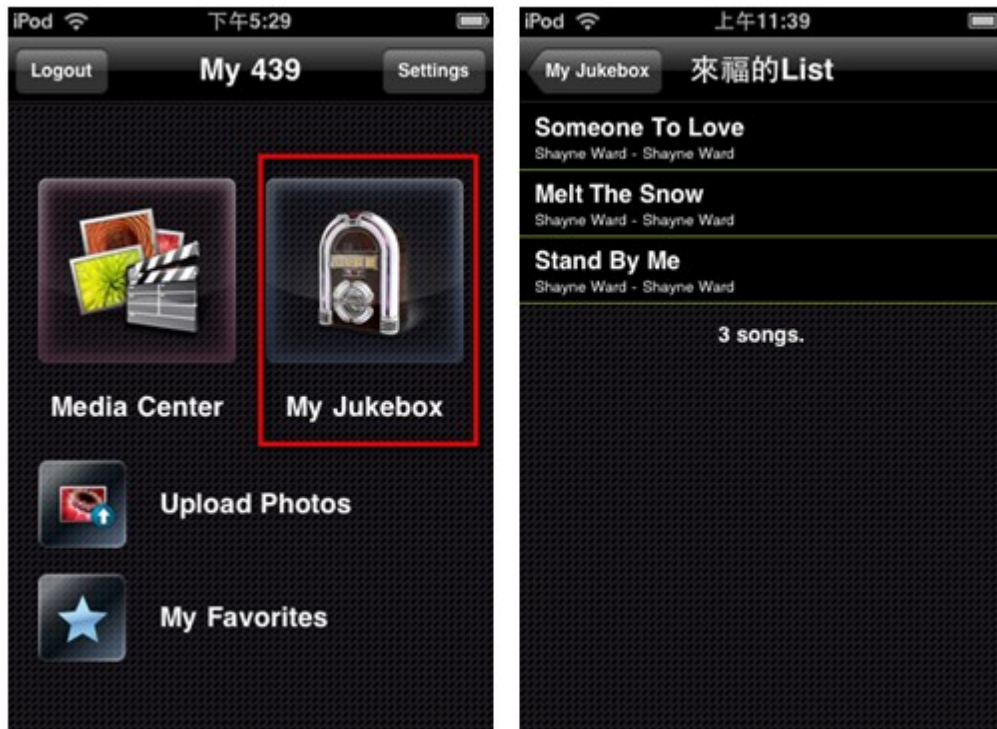 iPod 下午5:29
Logout My 439 Settings
Media Center My Jukebox
Upload Photos
My Favorites
iPod 上午11:39
My Jukebox 來福的List
Someone To Love
Shayne Ward - Shayne Ward
Melt The Snow
Shayne Ward - Shayne Ward
Stand By Me
Shayne Ward - Shayne Ward
3 songs.